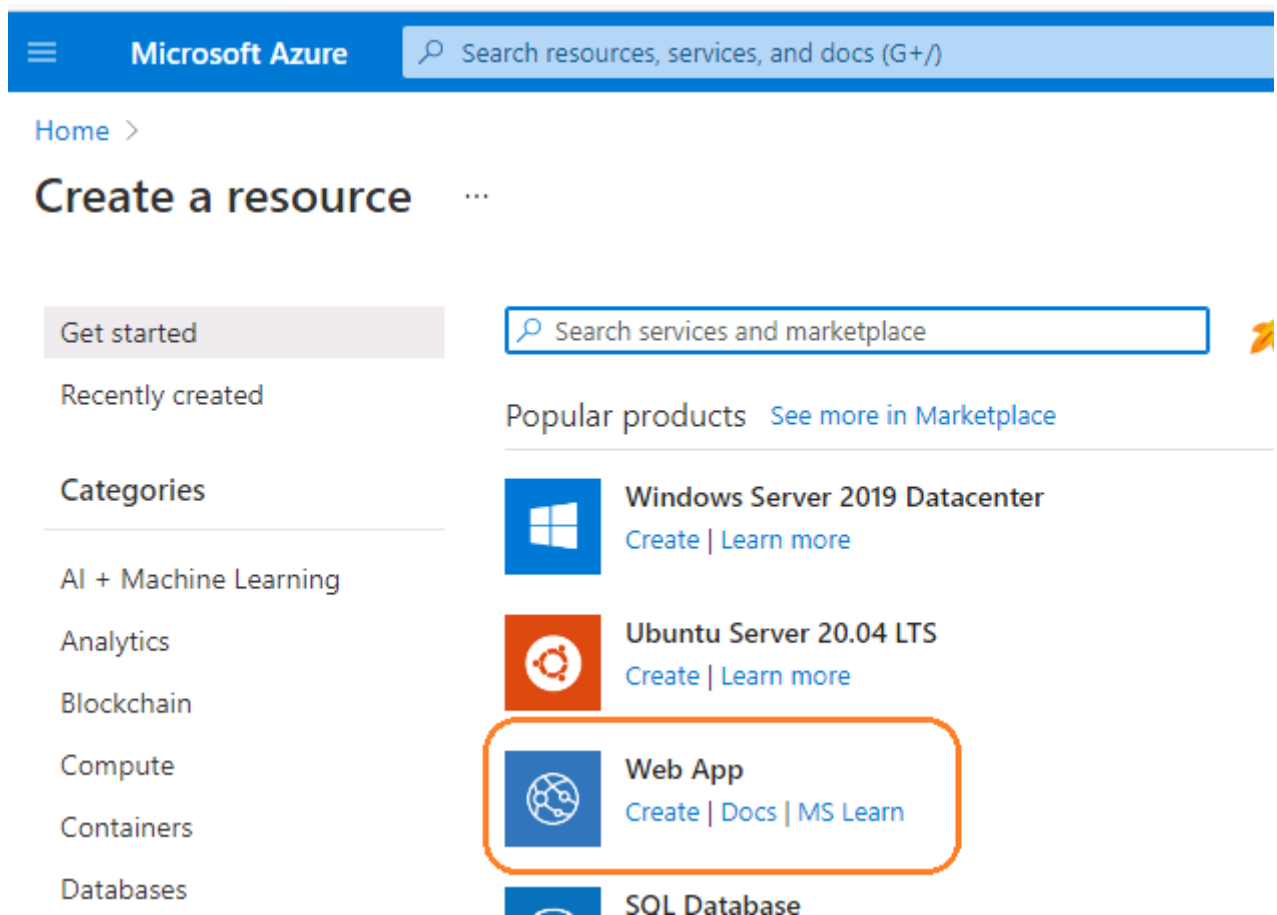 Microsoft Azure
Search resources, services, and docs (G+/)
Home >
Create a resource ...
Get started
Recently created
Categories
AI + Machine Learning
Analytics
Blockchain
Compute
Containers
Databases
Search services and marketplace
Popular products See more in Marketplace
Windows Server 2019 Datacenter
Create | Learn more
Ubuntu Server 20.04 LTS
Create | Learn more
Web App
Create | Docs | MS Learn
SQL Database